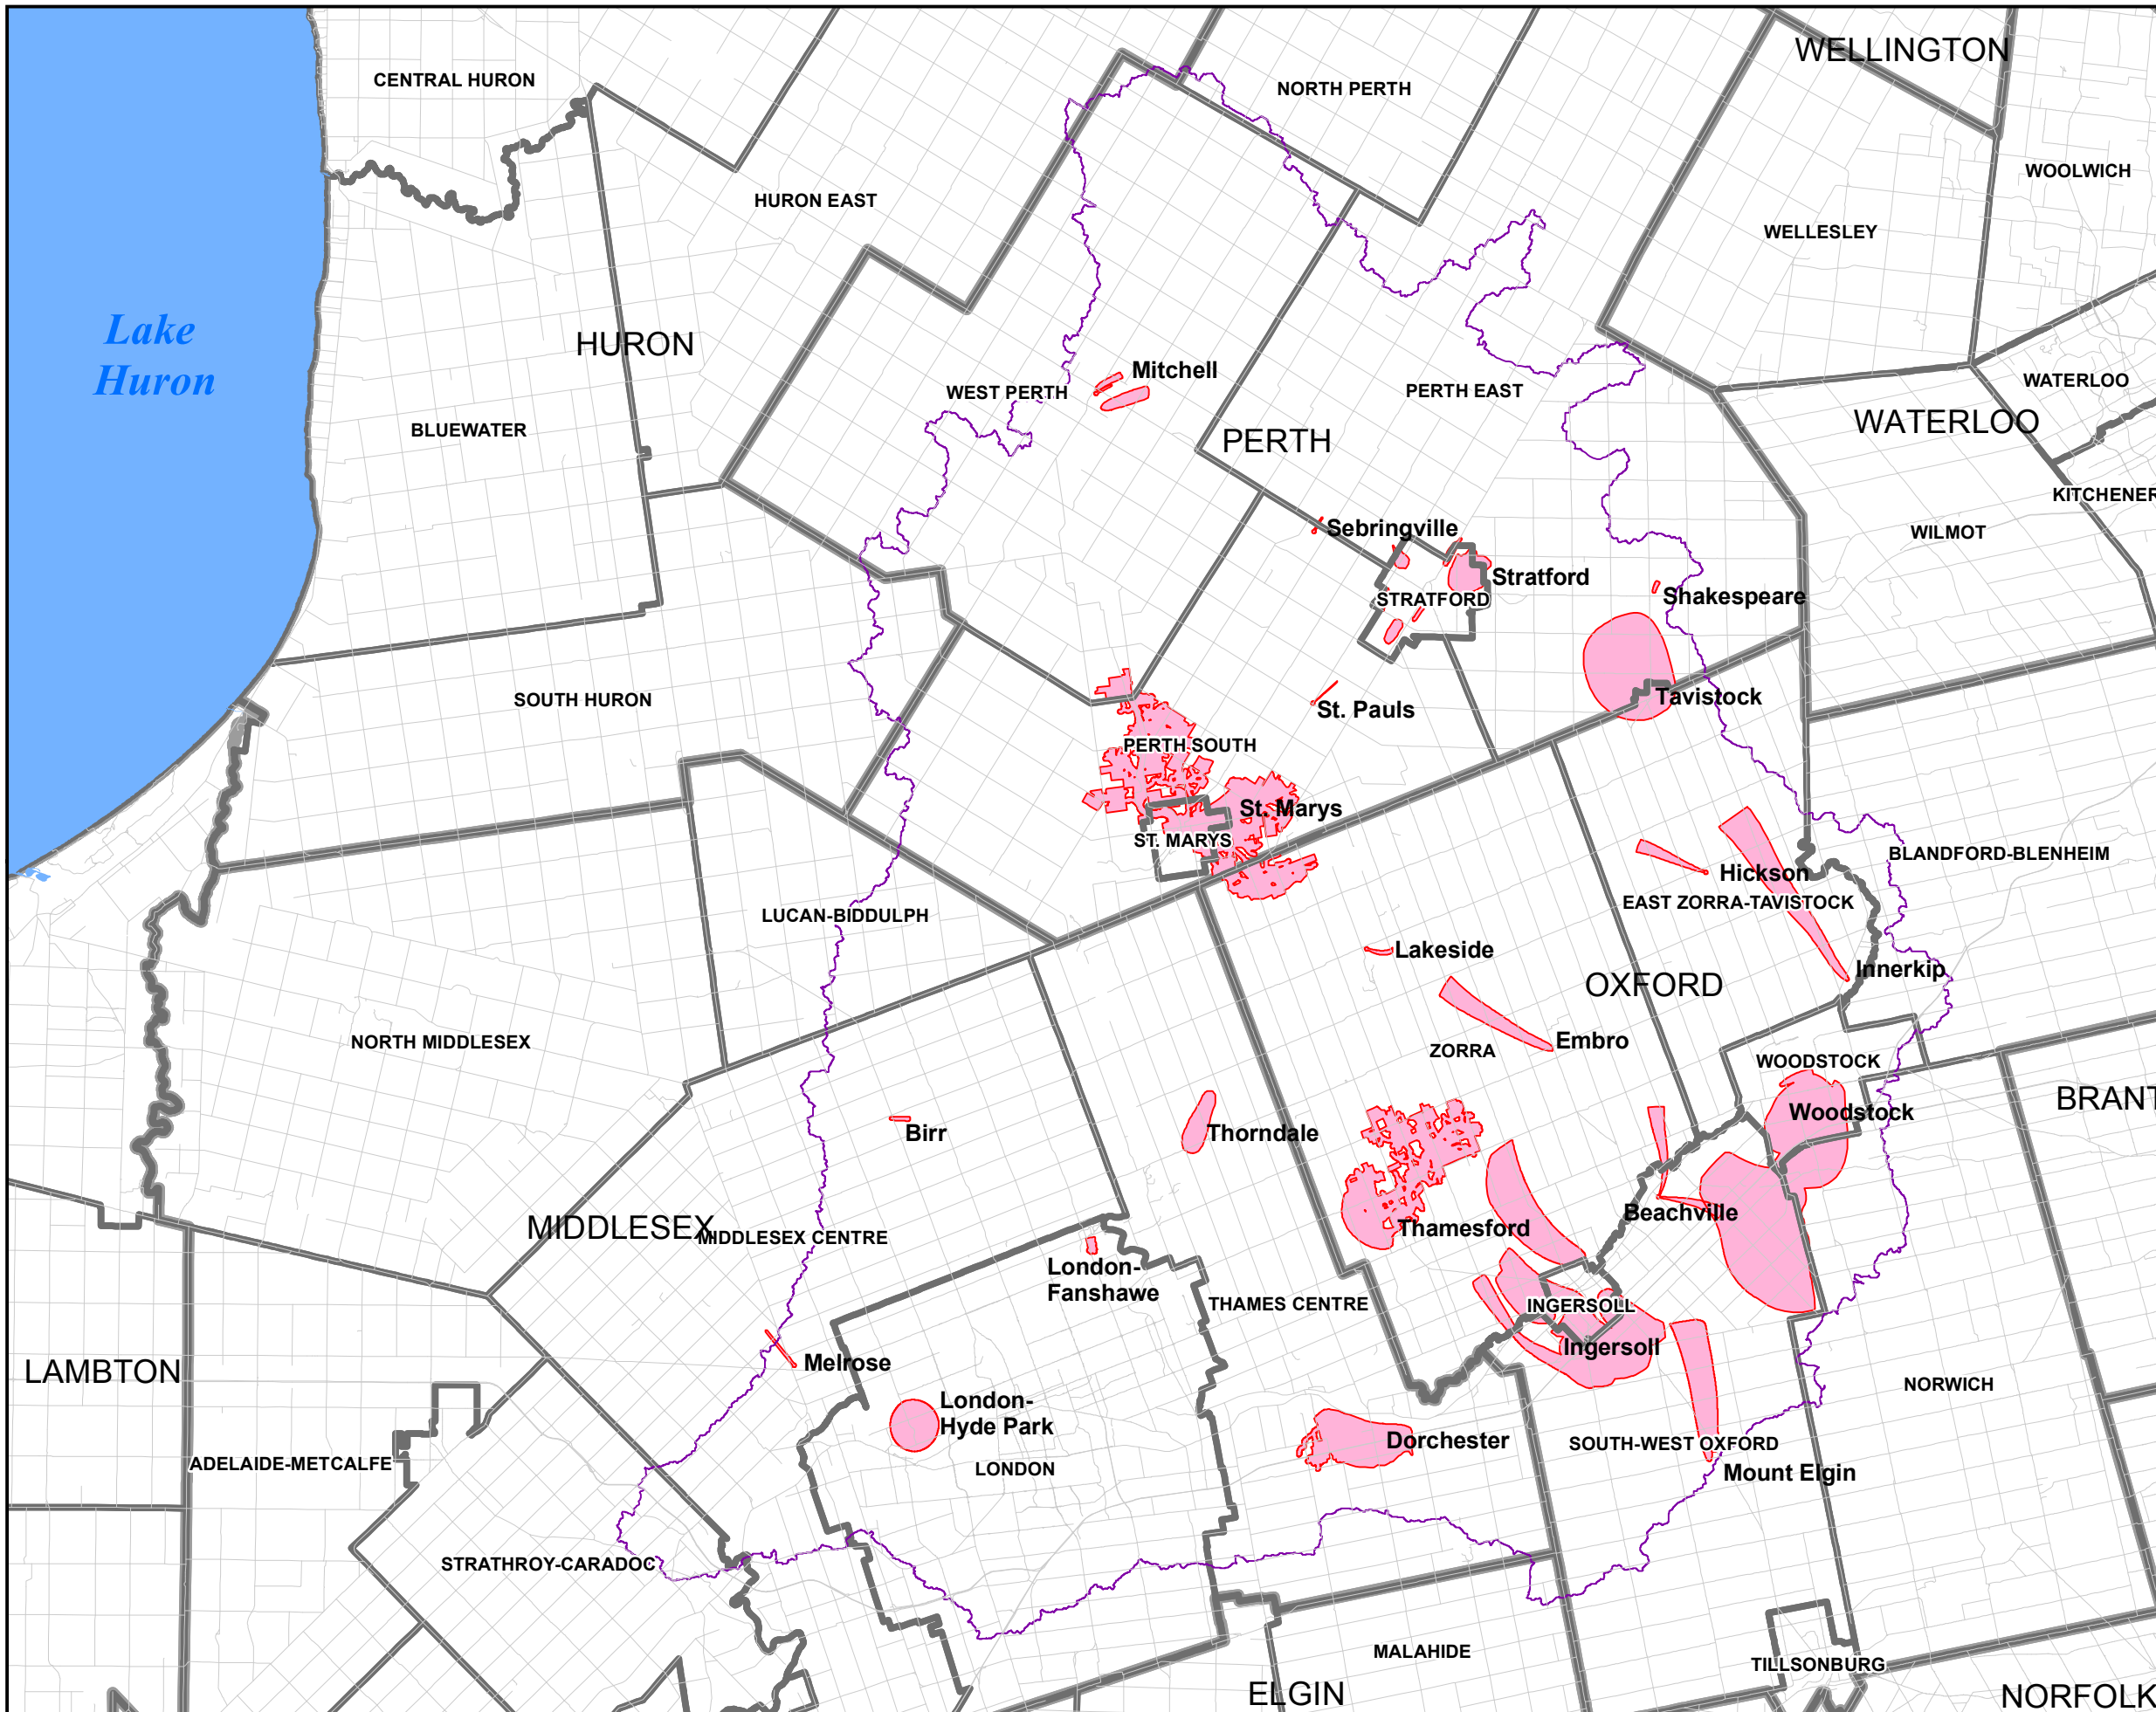 WELLINGTON
CENTRAL HURON
NORTH PERTH
WOOLWICH
HURON EAST
WELLESLEY
Lake
Huron
HURON
Mitchell
WEST PERTH
PERTH EAST
WATERLOO
WATERLOO
BLUEWATER
PERTH
KITCHENER
Sebringville
WILMOT
Stratford
STRATFORD
Shakespeare
SOUTH HURON
Tavistock
St. Pauls
PERTH SOUTH
St. Marys
ST. MARYS
BLANDFORD-BLENHEIM
Hickson
EAST ZORRA-TAVISTOCK
LUCAN-BIDDULPH
Lakeside
Innerkip
OXFORD
NORTH MIDDLESEX
Embro
ZORRA
WOODSTOCK
BRANT
Woodstock
Birr
Thorndale
Beachville
MIDDLESEX
Thamesford
MIDDLESEX CENTRE
London-
Fanshawe
THAMES CENTRE
INGERSOLL
Ingersoll
Melrose
LAMBTON
NORWICH
London-
Hyde Park
Dorchester
SOUTH-WEST OXFORD
ADELAIDE-METCALFE
LONDON
Mount Elgin
STRATHROY-CARADOC
MALAHIDE
TILLSONBURG
ELGIN
NORFOLK